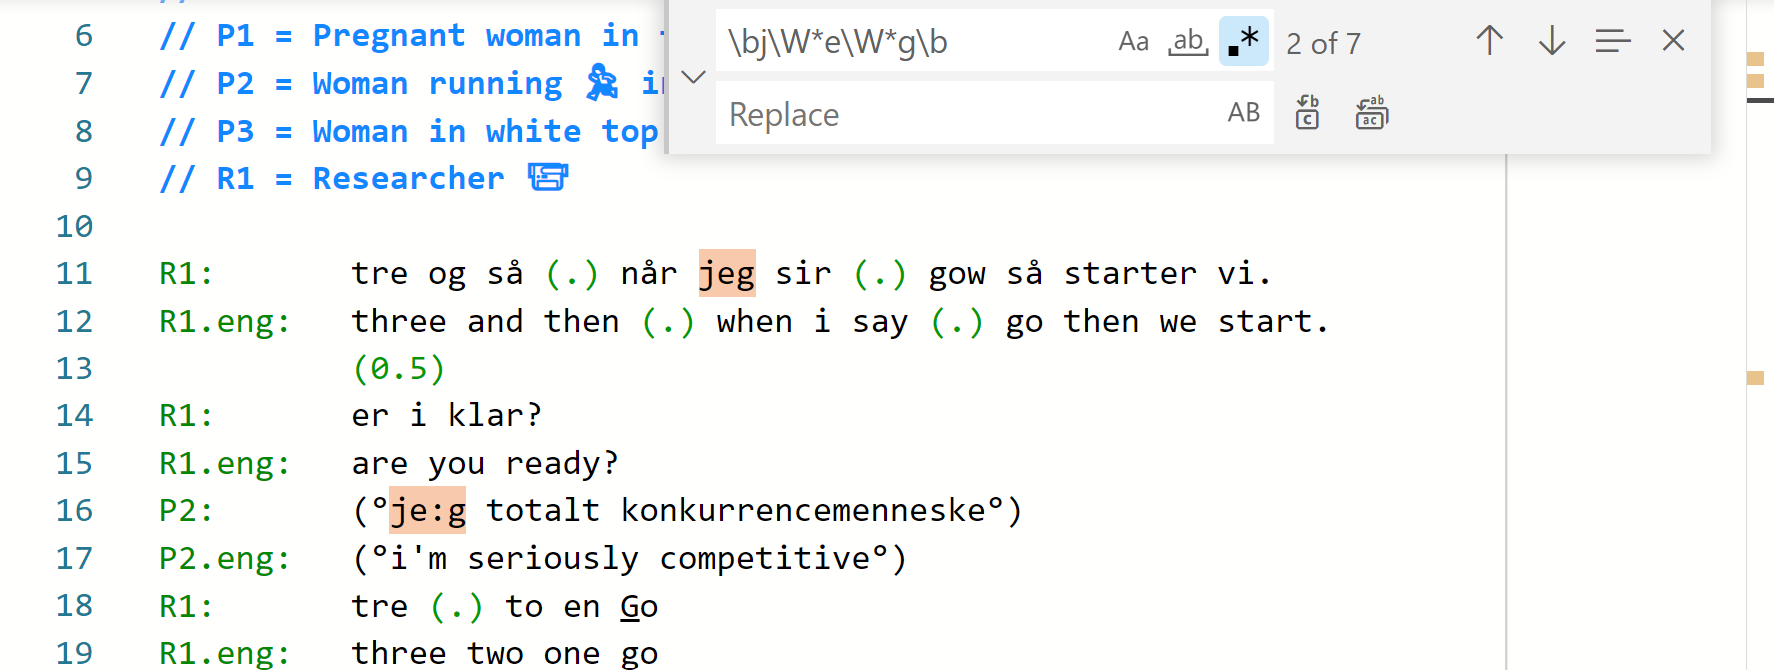 6 // P1 = Pregnant woman in
7 // P2 = Woman running in
8 // P3 = Woman in white top
9 // R1 = Researcher
\bj\W*e\W*g\b Aa ab .* 2 of 7
Replace AB
10
11 R1: tre og så (.) når jeg sir (.) gow så starter vi.
12 R1.eng: three and then (.) when i say (.) go then we start.
13 (0.5)
14 R1: er i klar?
15 R1.eng: are you ready?
16 P2: (°je:g totalt konkurrencemenneske°)
17 P2.eng: (°i'm seriously competitive°)
18 R1: tre (.) to en Go
19 R1.eng: three two one go